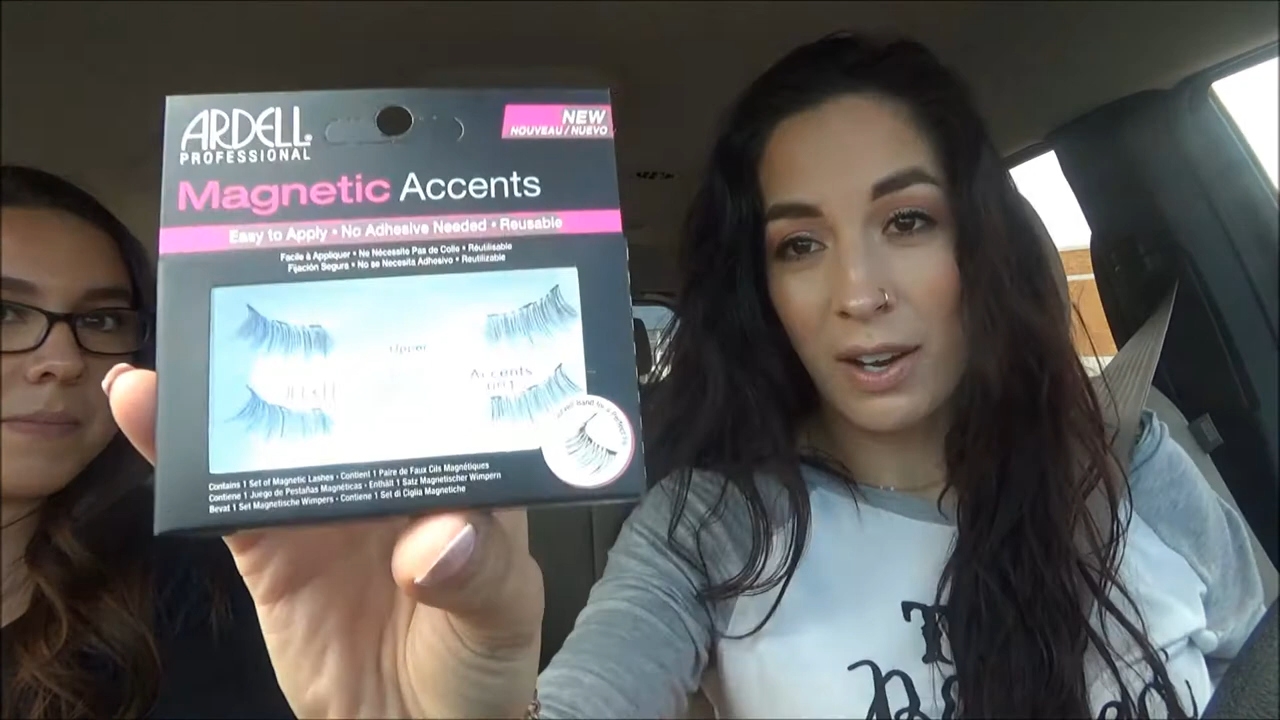 ARDELL®
PROFESSIONAL
NEW
NOUVEAU / NUEVO
Magnetic Accents
Easy to Apply • No Adhesive Needed • Reusable
Facile à Appliquer • Ne Nécessite Pas de Colle • Réutilisable
Fijación Segura • No se Necesita Adhesivo • Reutilizable
Upper
Accents
001
Contains 1 Set of Magnetic Lashes • Contient 1 Paire de Faux Cils Magnétiques
Contiene 1 Juego de Pestañas Magnéticas • Enthält 1 Satz Magnetischer Wimpern
Bevat 1 Set Magnetische Wimpers • Contiene 1 Set di Ciglia Magnetiche